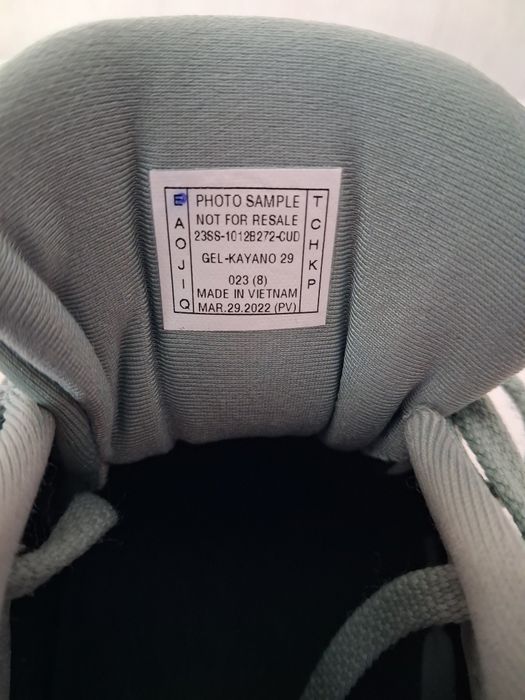 E
A
O
J
I
Q
PHOTO SAMPLE
NOT FOR RESALE
23SS-1012B272-CUD
GEL-KAYANO 29
023 (8)
MADE IN VIETNAM
MAR.29.2022 (PV)
T
C
H
K
P